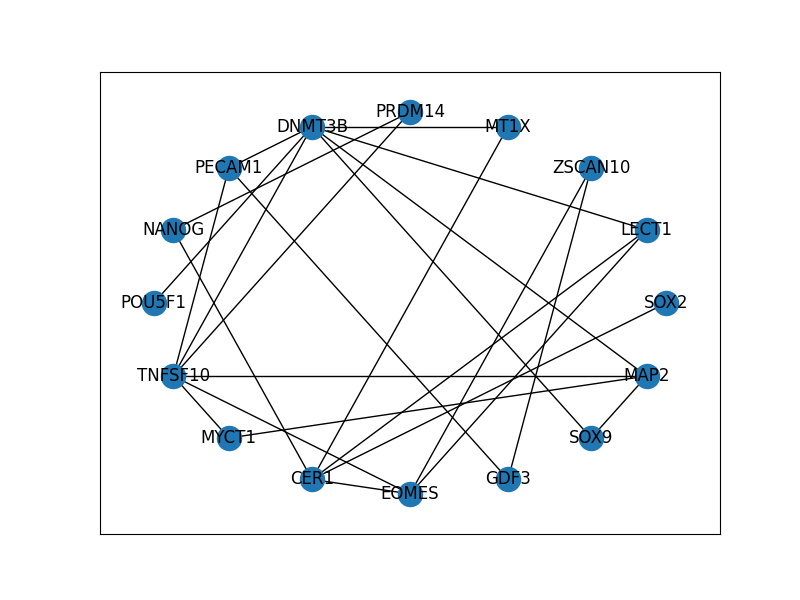 PRDM14
DNMT3B
MT1X
PECAM1
ZSCAN10
NANOG
LECT1
POU5F1
SOX2
TNFSF10
MAP2
MYCT1
SOX9
CER1
GDF3
EOMES